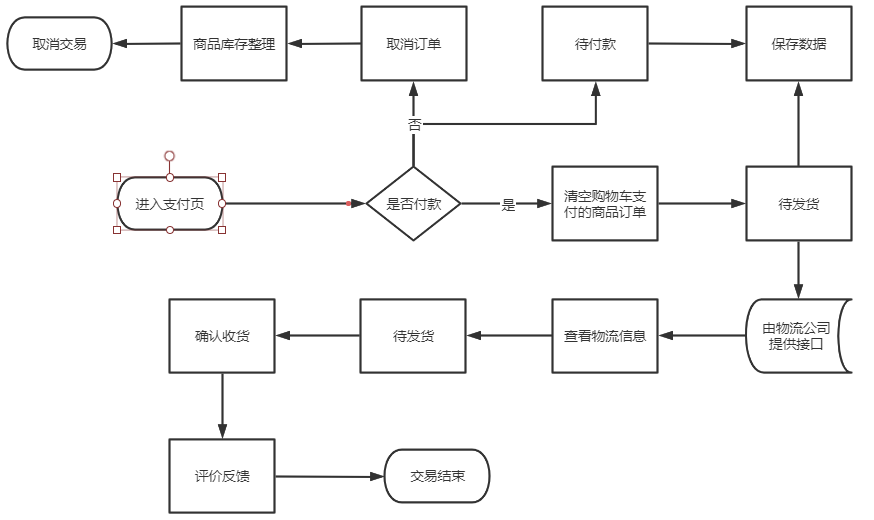 取消交易
商品库存整理
取消订单
待付款
保存数据
否
进入支付页
是否付款
是
清空购物车支
付的商品订单
待发货
确认收货
待发货
查看物流信息
由物流公司
提供接口
评价反馈
交易结束